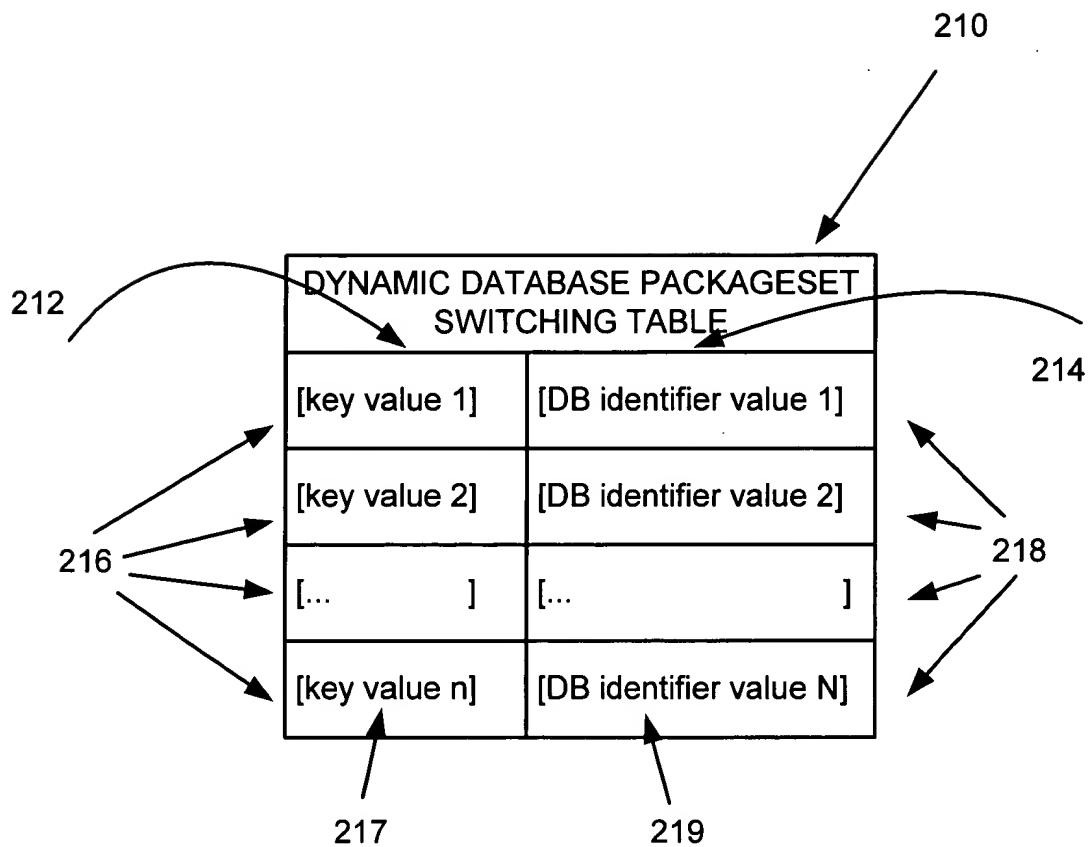 210
DYNAMIC DATABASE PACKAGESET
SWITCHING TABLE
212
214
[key value 1] [DB identifier value 1]
[key value 2] [DB identifier value 2]
216
218
[... ] [... ]
[key value n] [DB identifier value N]
217
219